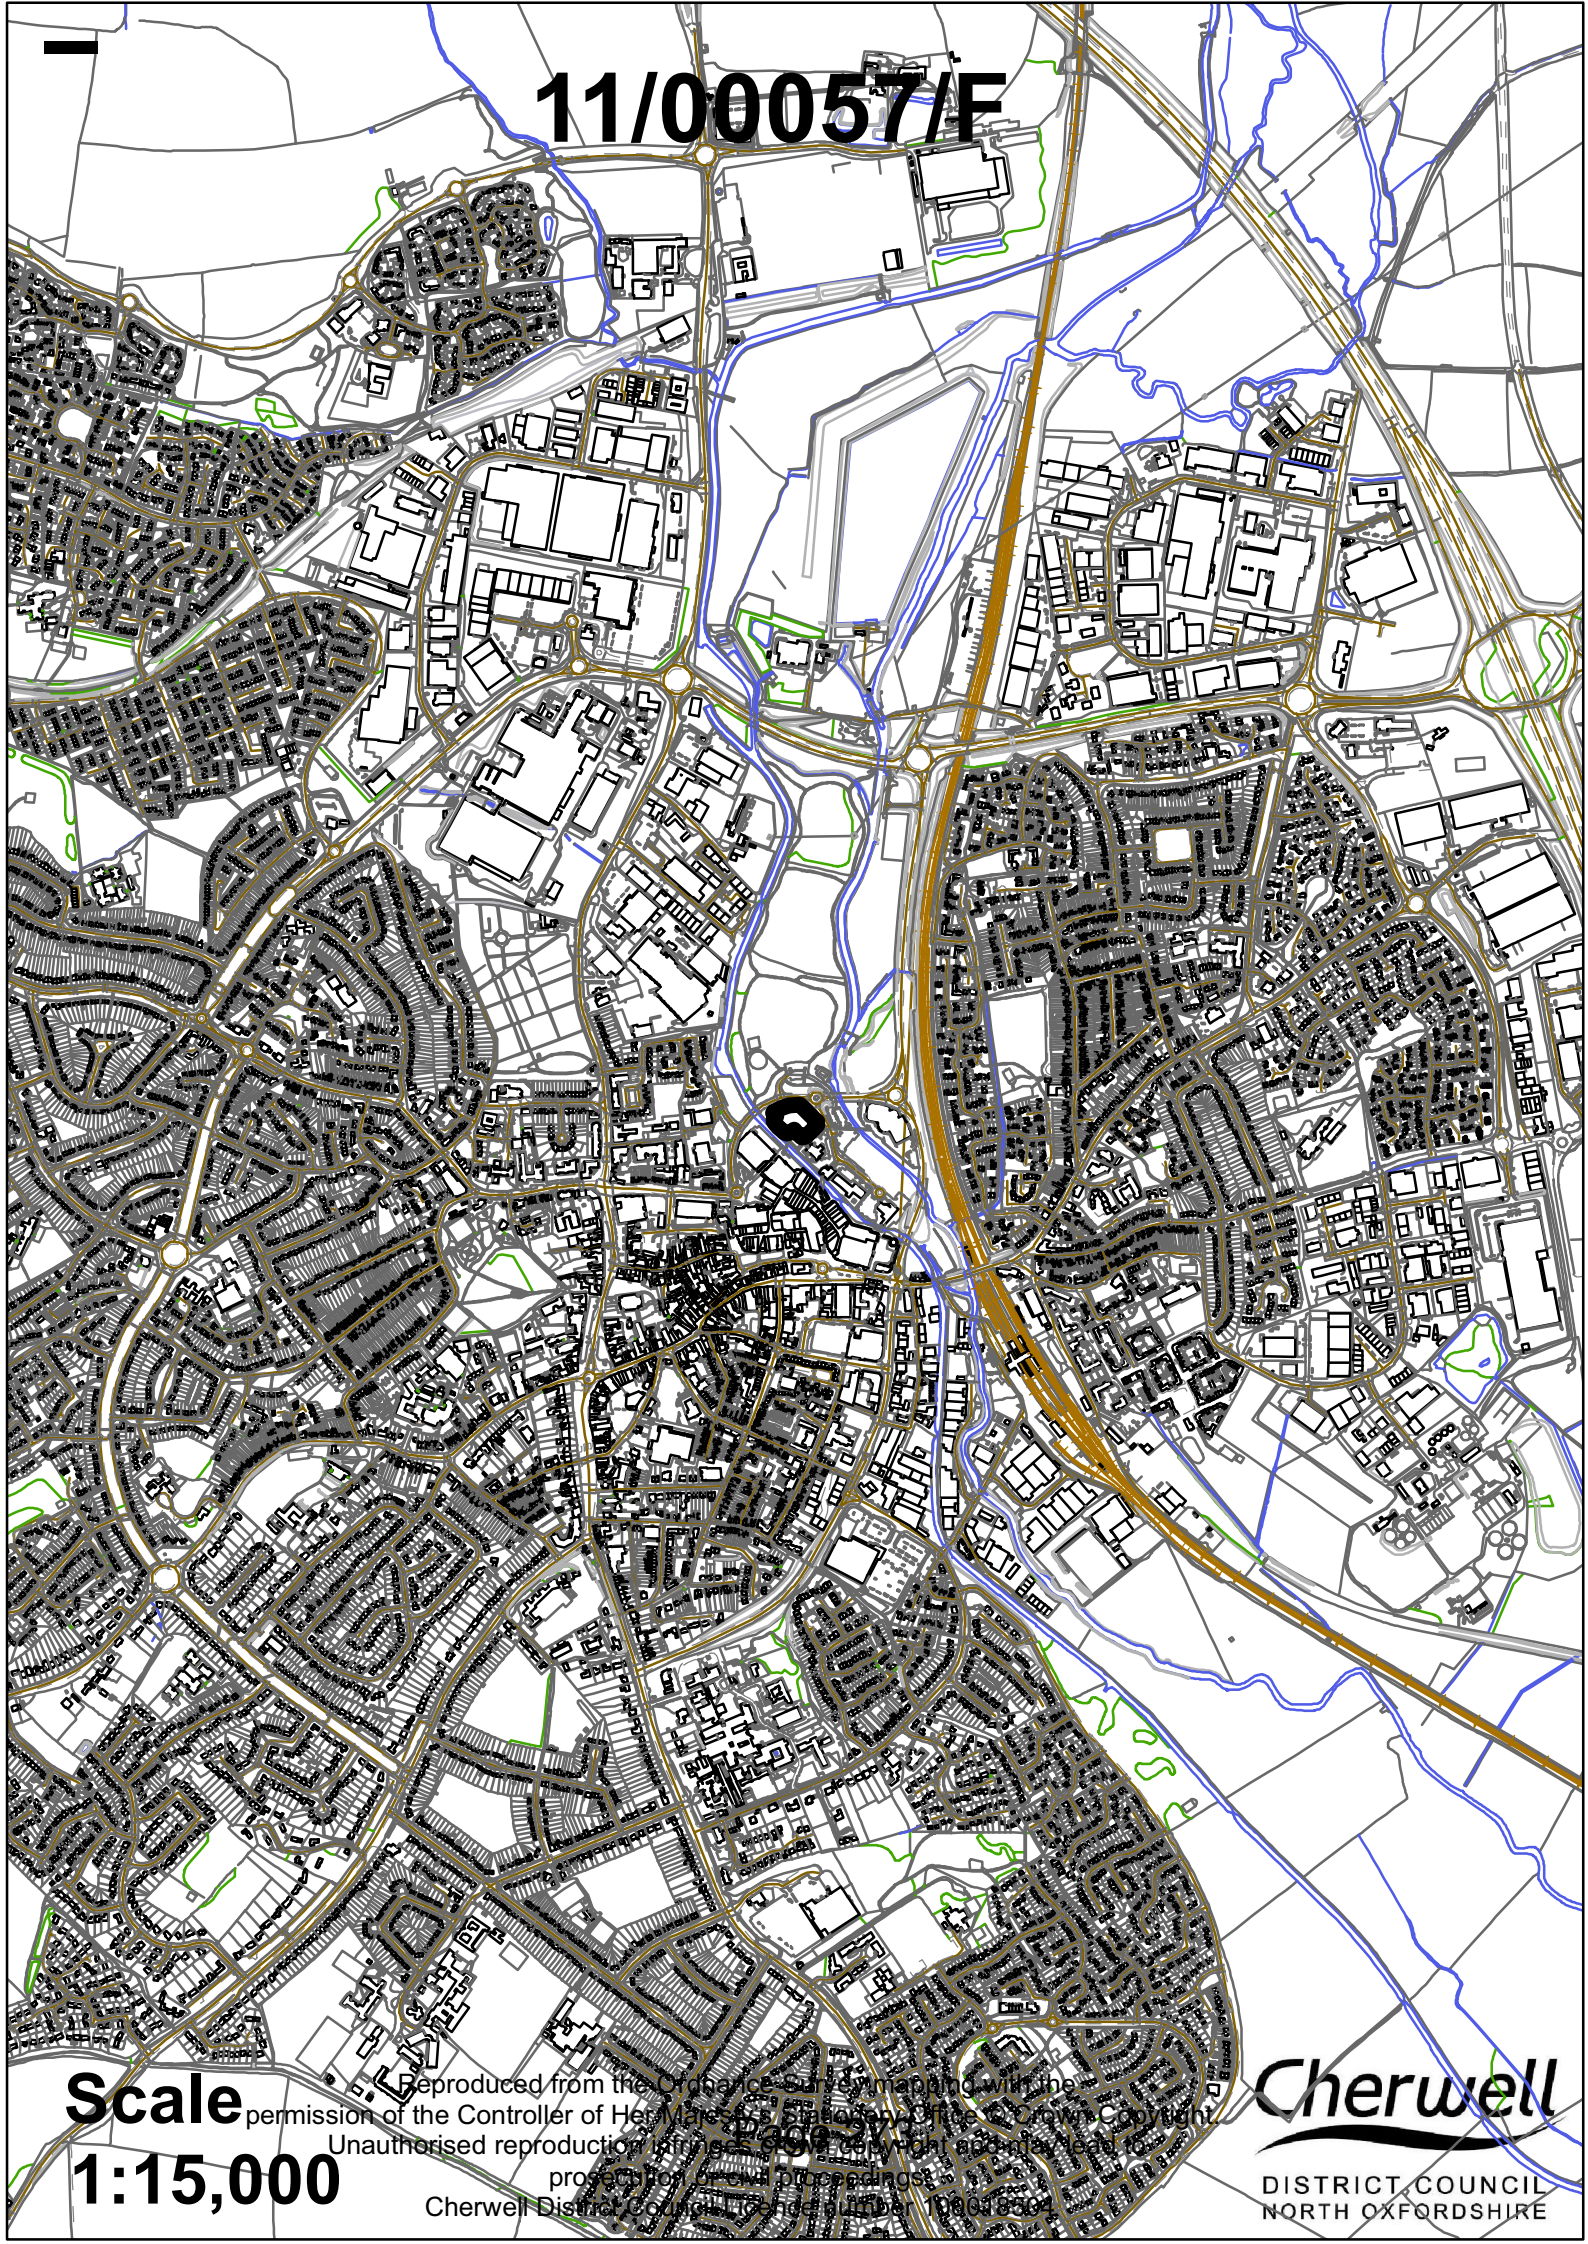 11/00057/F
Scale
1:15,000
Reproduced from the Ordnance Survey mapping with the
permission of the Controller of Her Majesty's Stationery Office © Crown Copyright.
Unauthorised reproduction infringes Crown copyright and may lead to
prosecution or civil proceedings.
Cherwell District Council Licence number 100018504
Cherwell
DISTRICT COUNCIL
NORTH OXFORDSHIRE